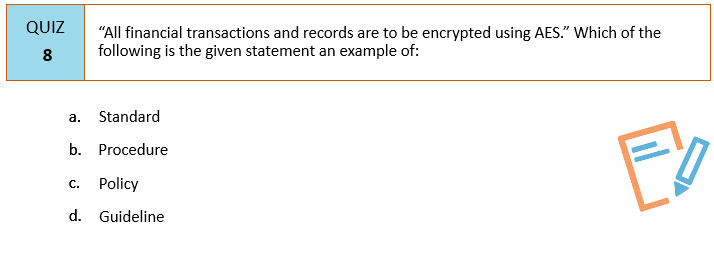 QUIZ
8
“All financial transactions and records are to be encrypted using AES.” Which of the
following is the given statement an example of:
a. Standard
b. Procedure
c. Policy
d. Guideline